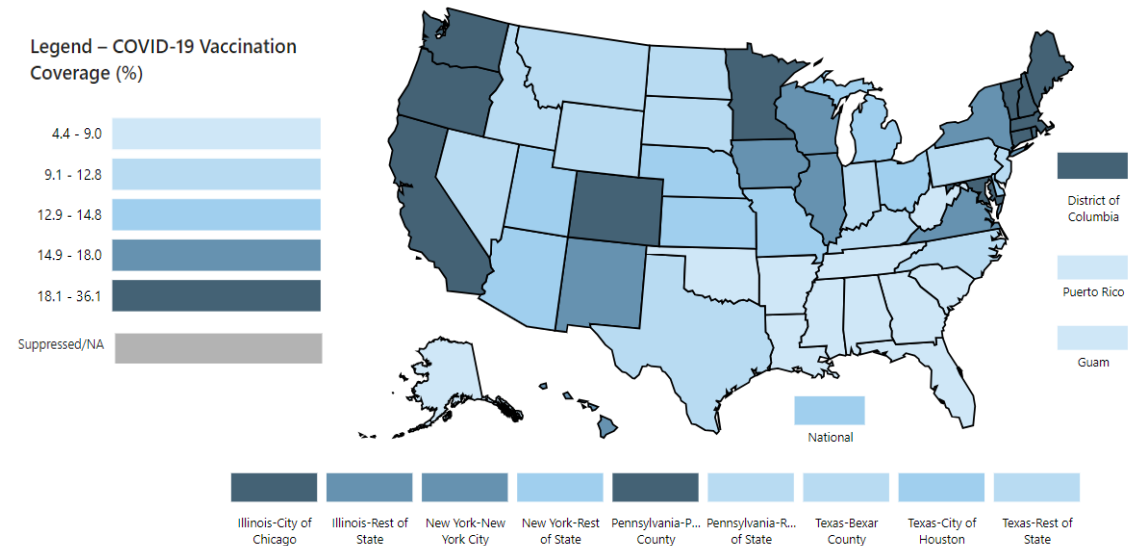 Legend – COVID-19 Vaccination
Coverage (%)
4.4 - 9.0
9.1 - 12.8
12.9 - 14.8
14.9 - 18.0
18.1 - 36.1
Suppressed/NA
District of
Columbia
Puerto Rico
Guam
National
Illinois-City of
Chicago
Illinois-Rest of
State
New York-New
York City
New York-Rest
of State
Pennsylvania-P...
County
Pennsylvania-R...
of State
Texas-Bexar
County
Texas-City of
Houston
Texas-Rest of
State